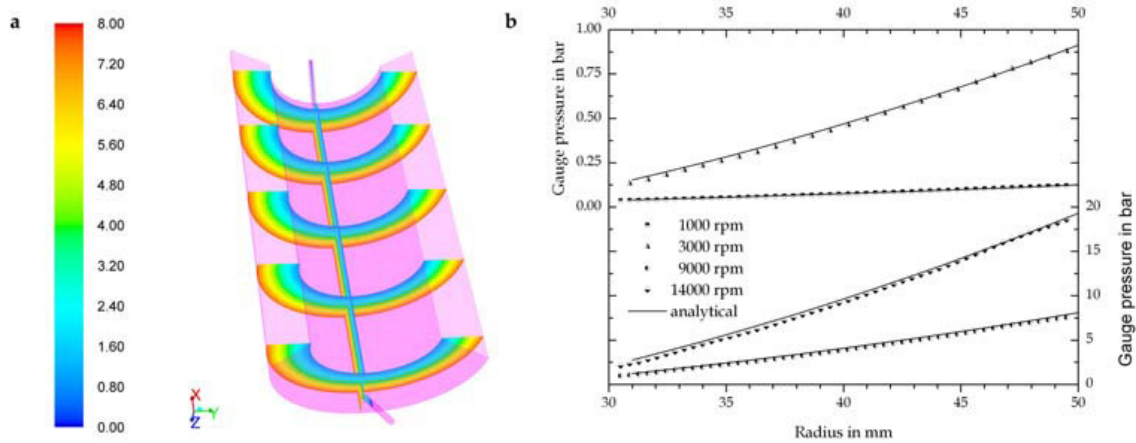 a
8.00
7.20
6.40
5.60
4.80
4.00
3.20
2.40
1.60
0.80
0.00
X
Y
Z
b
30 35 40 45 50
1.00
0.75
0.50
0.25
0.00
Gauge pressure in bar
1000 rpm
3000 rpm
9000 rpm
14000 rpm
analytical
20
15
10
5
0
Gauge pressure in bar
30 35 40 45 50
Radius in mm